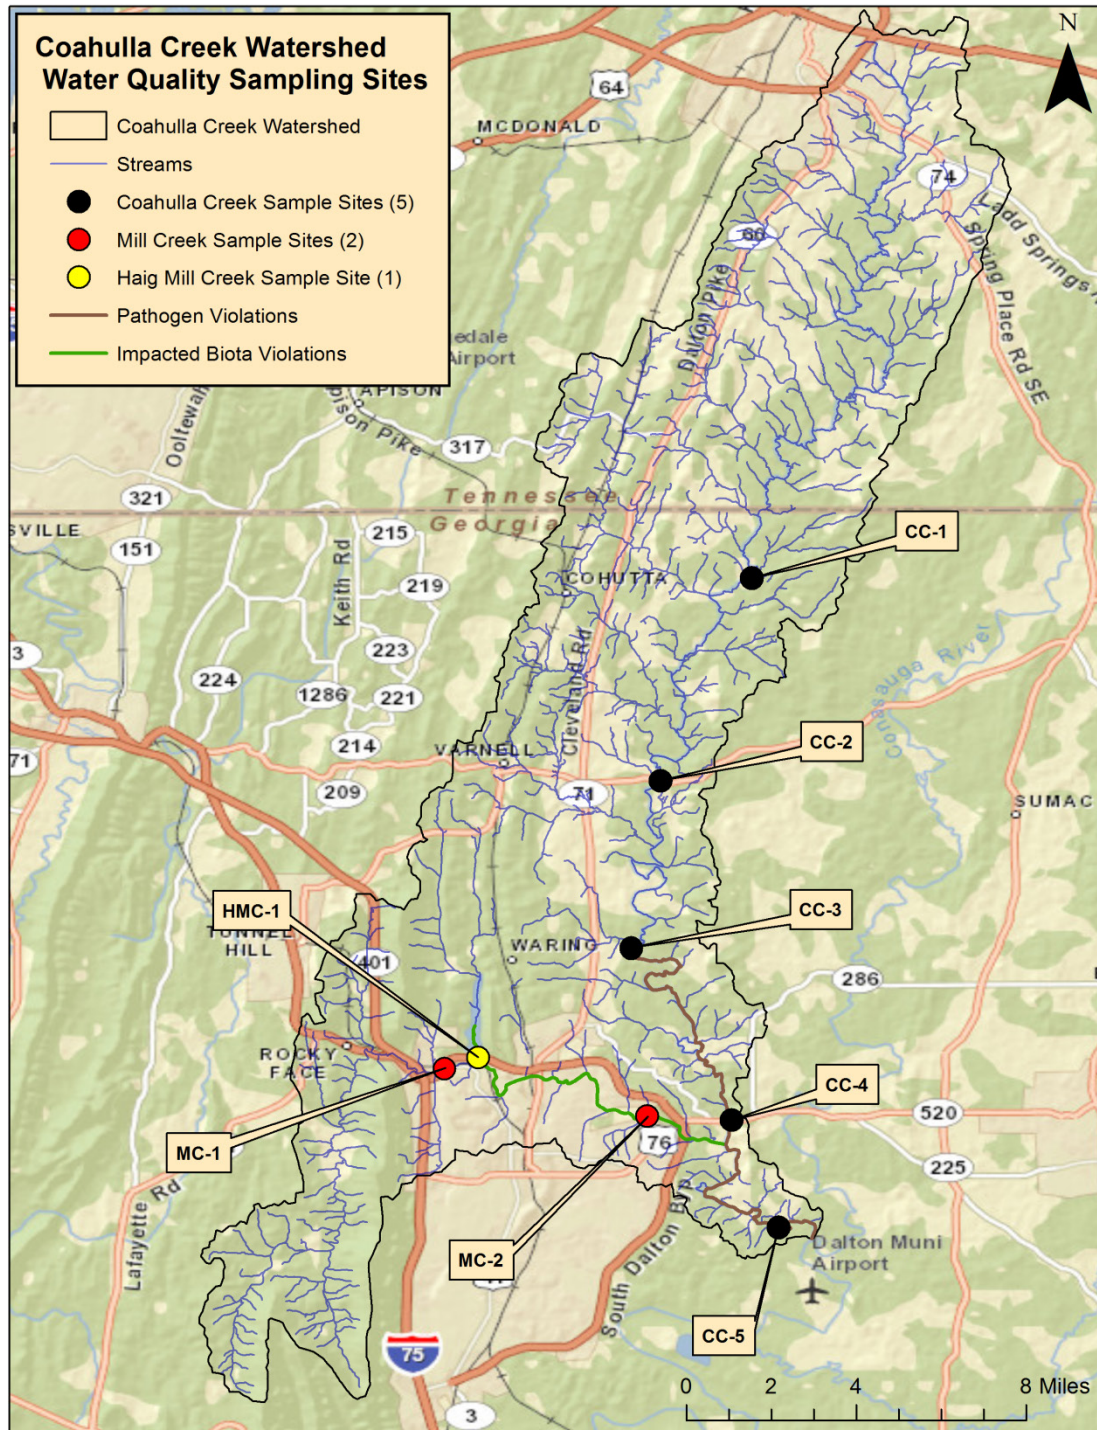 Coahulla Creek Watershed
Water Quality Sampling Sites
Coahulla Creek Watershed
Streams
Coahulla Creek Sample Sites (5)
Mill Creek Sample Sites (2)
Haig Mill Creek Sample Site (1)
Pathogen Violations
Impacted Biota Violations
N
64
MCDONALD
74
Ladd Springs
60
Spring Place Rd SE
Dalton Pike
edale
Airport
APISON
pison Pike
Ooltewah
317
321
Tennessee
Georgia
SVILLE
151
215
CC-1
Keith Rd
219
COHUTTA
3
223
Cleveland Rd
Conasauga River
224
1286
221
214
VARNELL
CC-2
71
209
71
SUMAC
HMC-1
CC-3
TUNNEL
HILL
WARING
401
286
ROCKY
FACE
CC-4
520
MC-1
76
225
Lafayette Rd
MC-2
South Dalton Byp
Dalton Muni
Airport
CC-5
75
3
0 2 4 8 Miles